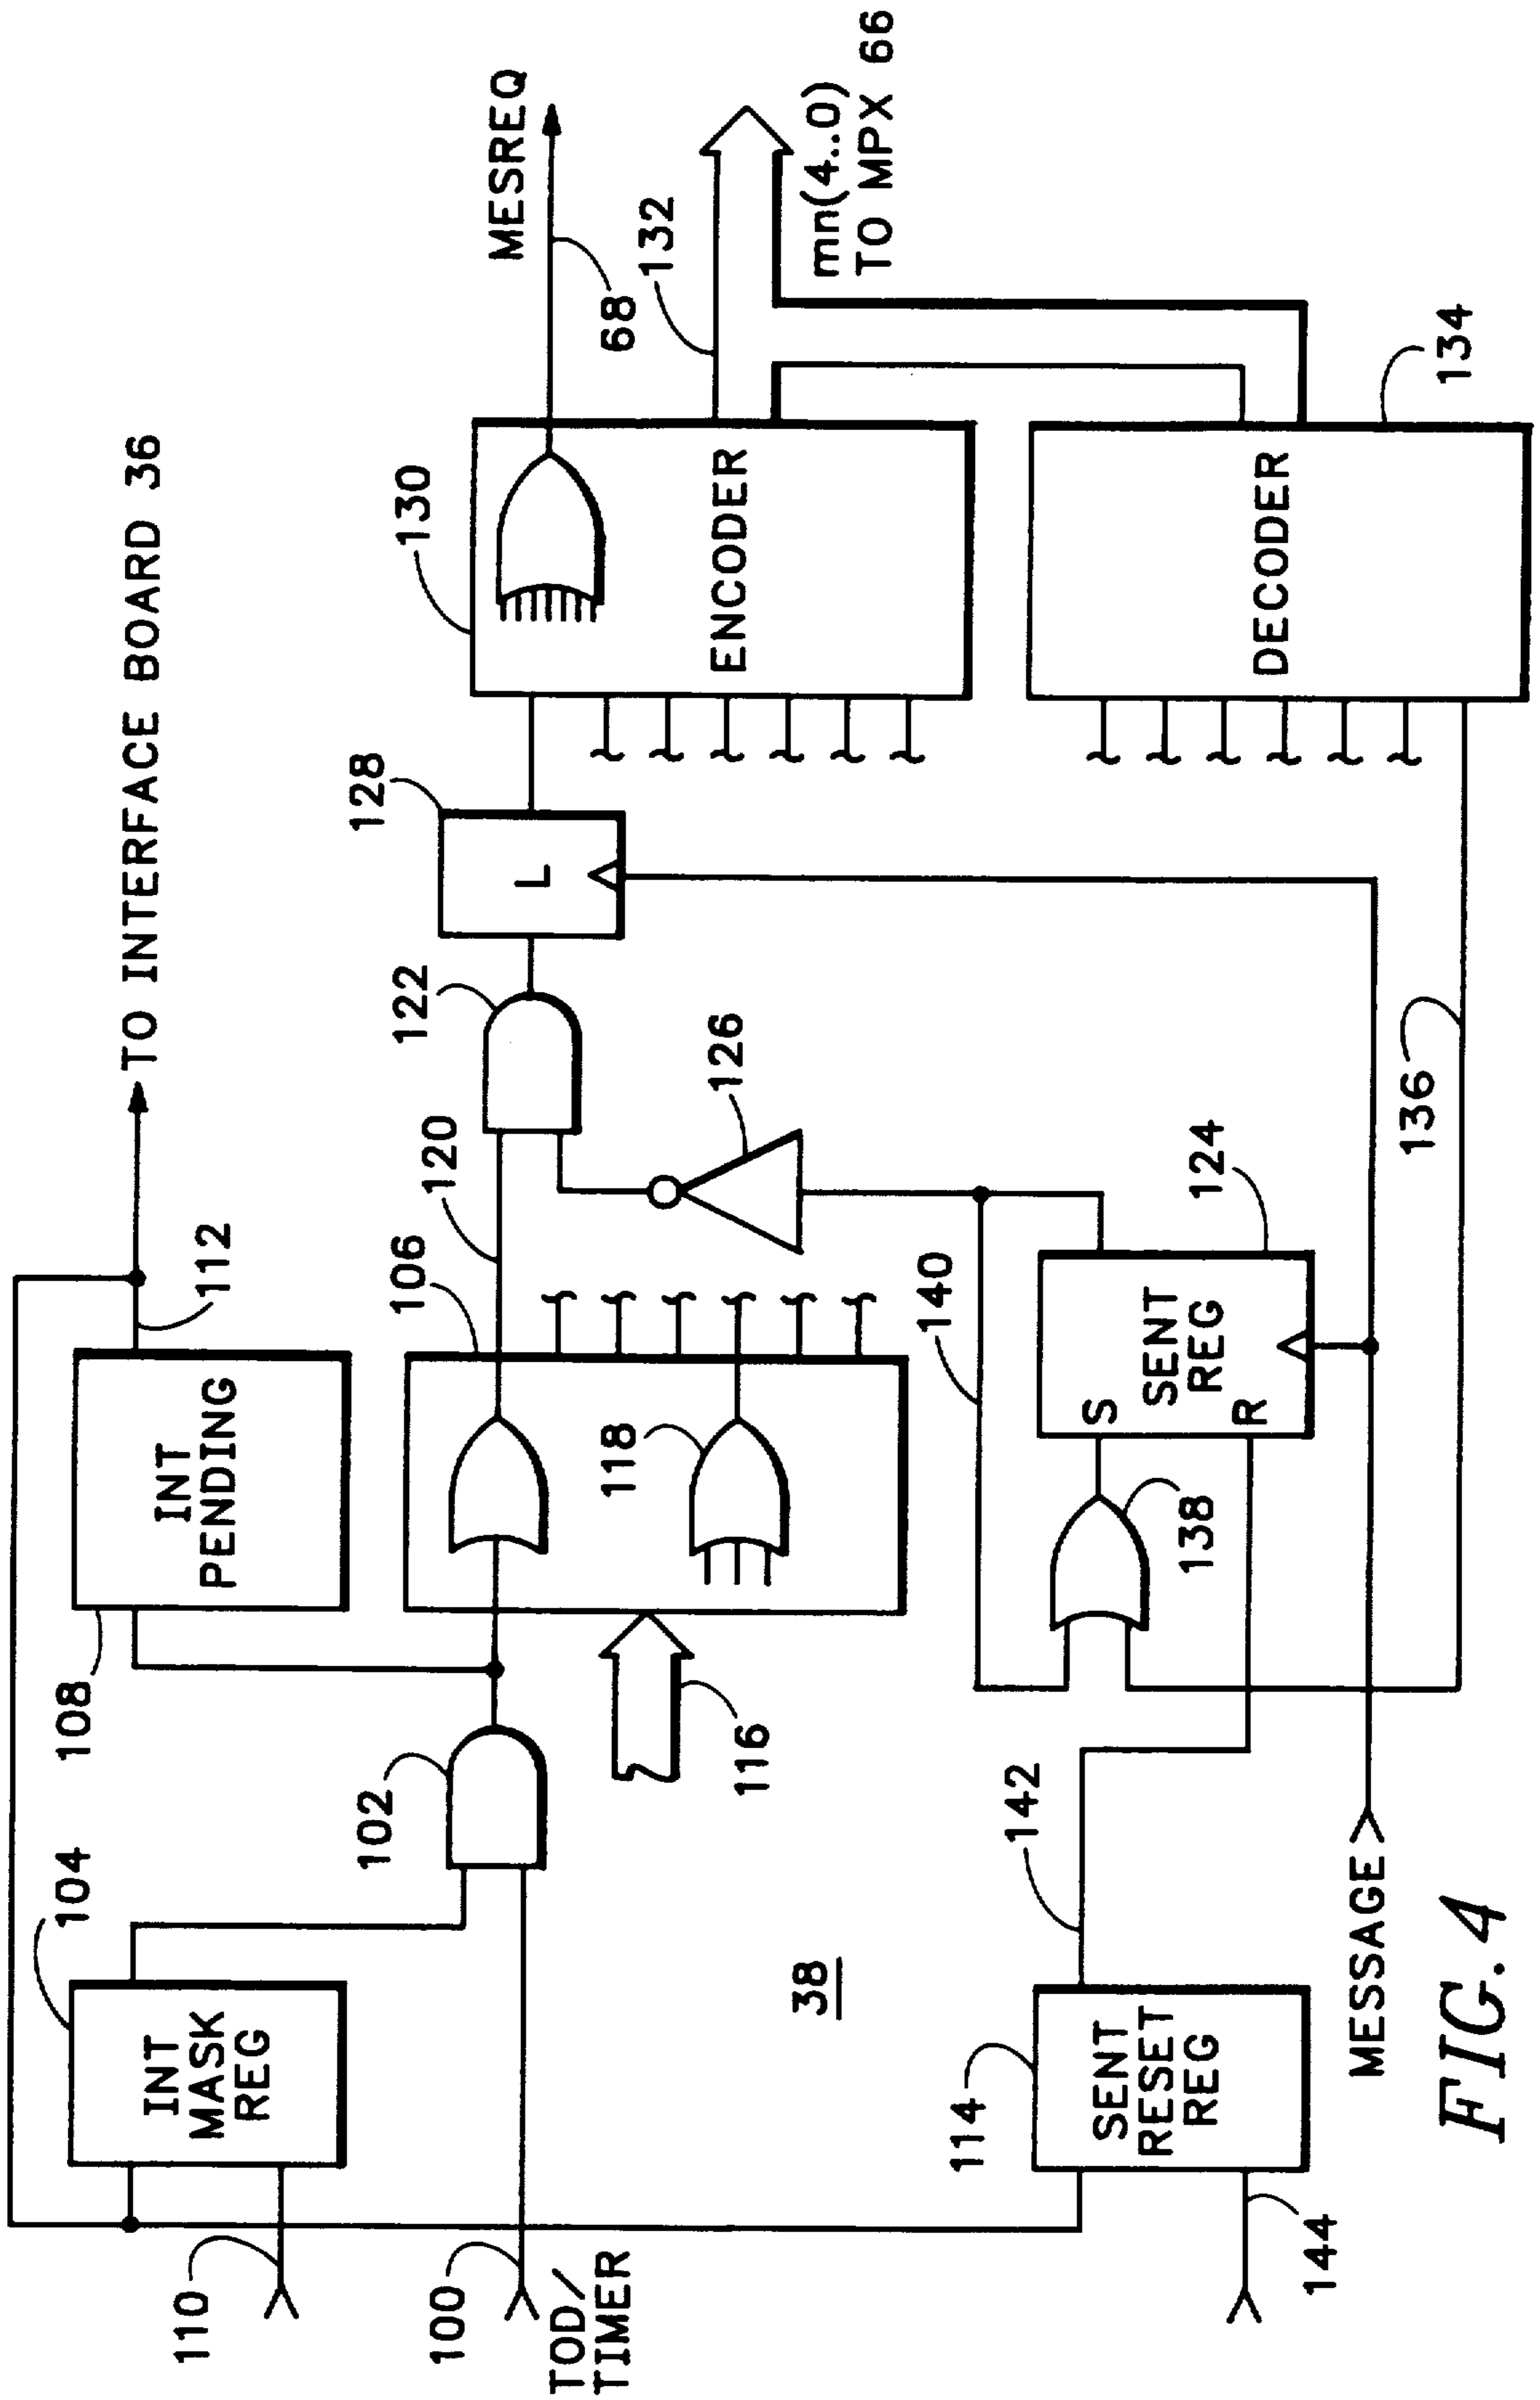 TO INTERFACE BOARD 36
112
INT
PENDING
108
104
INT
MASK
REG
110
102
100
TOD/
TIMER
106
118
116
120
122
126
128
130
ENCODER
MESREQ
68
132
mn(4..0)
TO MPX 66
DECODER
134
136
140
124
SENT
REG
S
R
138
142
L
38
114
SENT
RESET
REG
144
MESSAGE
FIG. 4